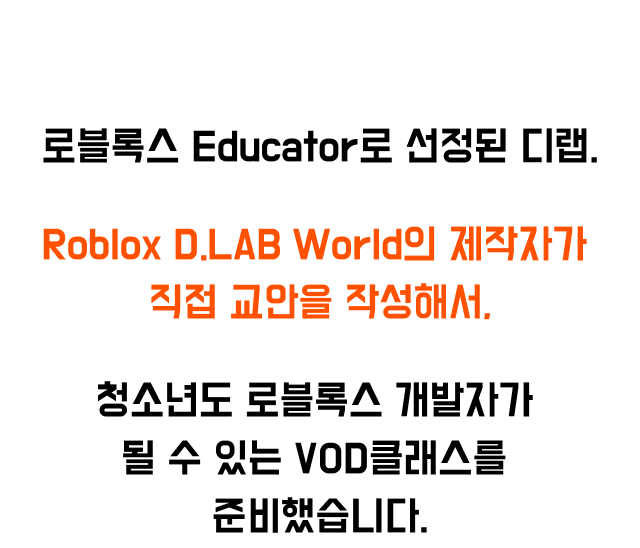 로블록스 Educator로 선정된 디랩.
Roblox D.LAB World의 제작자가
직접 교안을 작성해서,
청소년도 로블록스 개발자가
될 수 있는 VOD클래스를
준비했습니다.